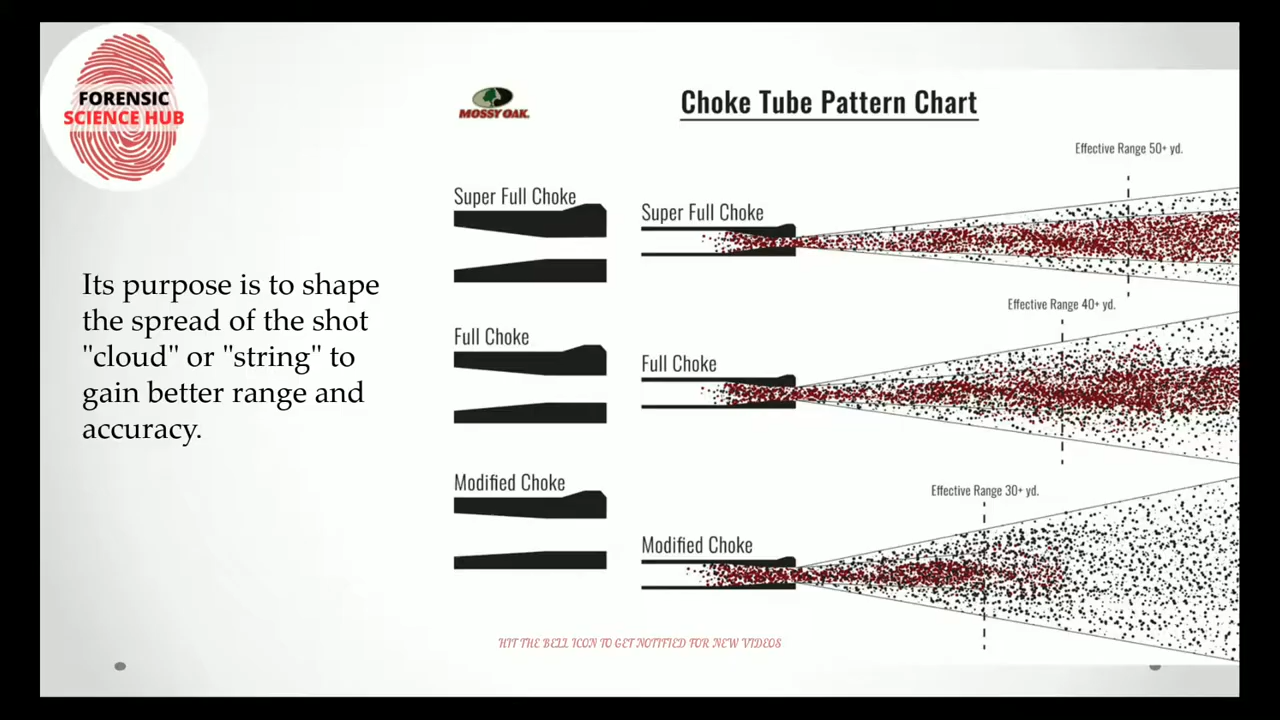 FORENSIC
SCIENCE HUB
MOSSY OAK.
Choke Tube Pattern Chart
Effective Range 50+ yd.
Super Full Choke
Super Full Choke
Its purpose is to shape
the spread of the shot
"cloud" or "string" to
gain better range and
accuracy.
Effective Range 40+ yd.
Full Choke
Full Choke
Modified Choke
Effective Range 30+ yd.
Modified Choke
HIT THE BELL ICON TO GET NOTIFIED FOR NEW VIDEOS